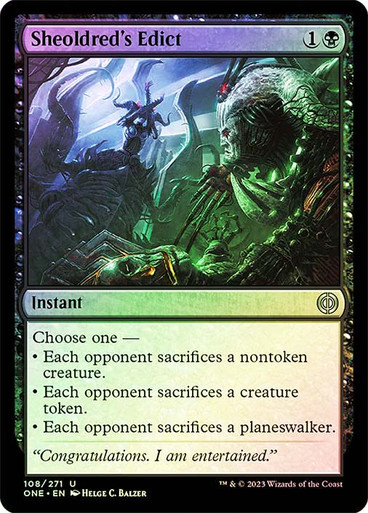 Sheoldred's Edict 1
Instant
Choose one —
• Each opponent sacrifices a nontoken
creature.
• Each opponent sacrifices a creature
token.
• Each opponent sacrifices a planeswalker.
"Congratulations. I am entertained."
108/271 U
ONE • EN Helge C. Balzer
™ & © 2023 Wizards of the Coast